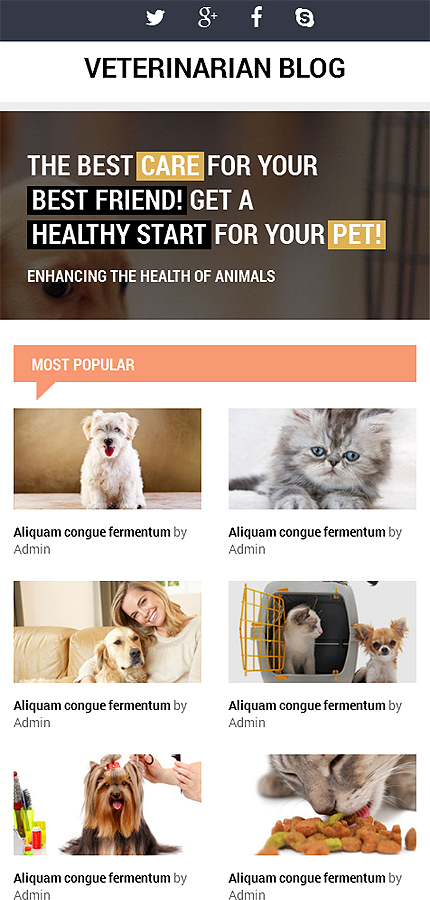 VETERINARIAN BLOG
THE BEST CARE FOR YOUR
BEST FRIEND! GET A
HEALTHY START FOR YOUR PET!
ENHANCING THE HEALTH OF ANIMALS
MOST POPULAR
Aliquam congue fermentum by
Admin
Aliquam congue fermentum by
Admin
Aliquam congue fermentum by
Admin
Aliquam congue fermentum by
Admin
Aliquam congue fermentum by
Admin
Aliquam congue fermentum by
Admin